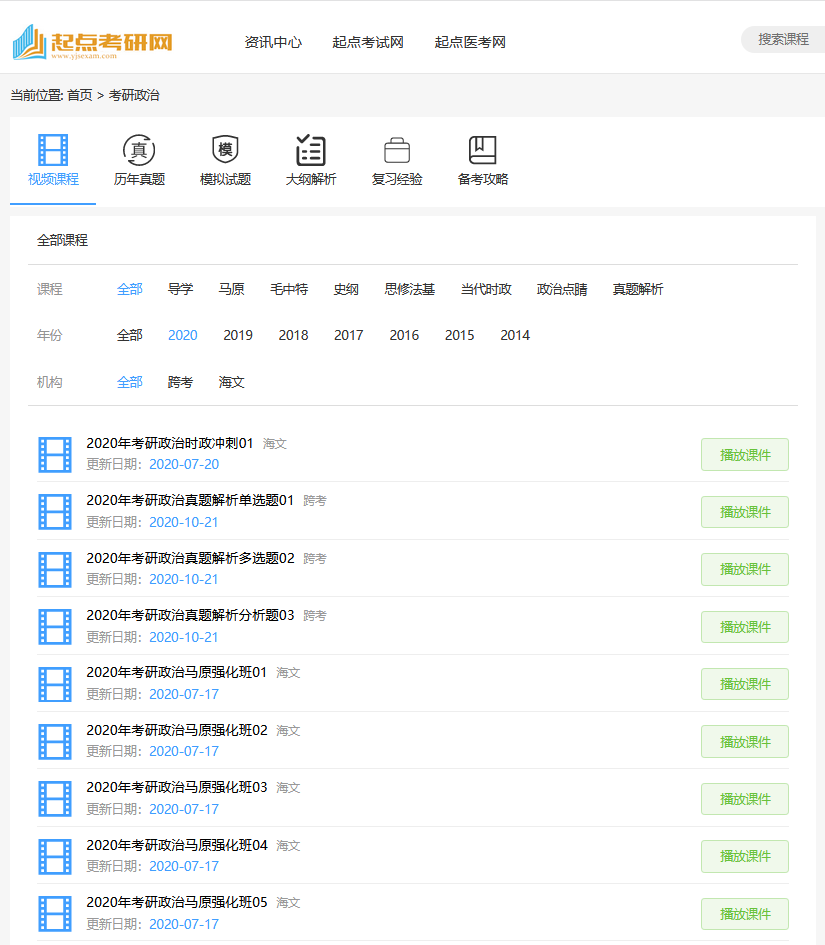 起点考研网
www.yjsexam.com
资讯中心 起点考试网 起点医考网
搜索课程
当前位置: 首页 > 考研政治
真 模
视频课程 历年真题 模拟试题 大纲解析 复习经验 备考攻略
全部课程
课程 全部 导学 马原 毛中特 史纲 思修法基 当代时政 政治点睛 真题解析
年份 全部 2020 2019 2018 2017 2016 2015 2014
机构 全部 跨考 海文
2020年考研政治时政冲刺01 海文
更新日期: 2020-07-20
播放课件
2020年考研政治真题解析单选题01 跨考
更新日期: 2020-10-21
播放课件
2020年考研政治真题解析多选题02 跨考
更新日期: 2020-10-21
播放课件
2020年考研政治真题解析分析题03 跨考
更新日期: 2020-10-21
播放课件
2020年考研政治马原强化班01 海文
更新日期: 2020-07-17
播放课件
2020年考研政治马原强化班02 海文
更新日期: 2020-07-17
播放课件
2020年考研政治马原强化班03 海文
更新日期: 2020-07-17
播放课件
2020年考研政治马原强化班04 海文
更新日期: 2020-07-17
播放课件
2020年考研政治马原强化班05 海文
更新日期: 2020-07-17
播放课件